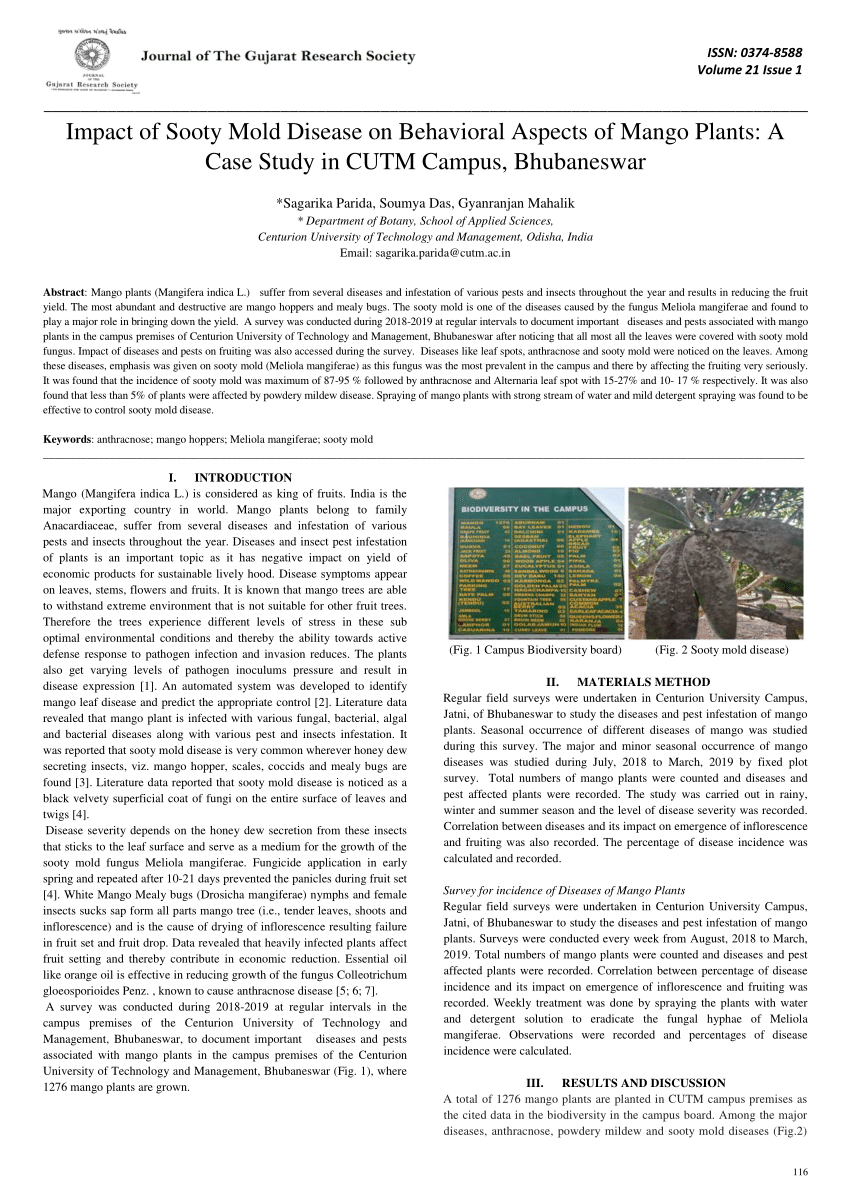 Journal of The Gujarat Research Society
JOURNAL
OF THE
Gujarat Research Society
ISSN: 0374-8588
Volume 21 Issue 1
Impact of Sooty Mold Disease on Behavioral Aspects of Mango Plants: A
Case Study in CUTM Campus, Bhubaneswar
*Sagarika Parida, Soumya Das, Gyanranjan Mahalik
* Department of Botany, School of Applied Sciences,
Centurion University of Technology and Management, Odisha, India
Email: sagarika.parida@cutm.ac.in
Abstract: Mango plants (Mangifera indica L.) suffer from several diseases and infestation of various pests and insects throughout the year and results in reducing the fruit
yield. The most abundant and destructive are mango hoppers and mealy bugs. The sooty mold is one of the diseases caused by the fungus Meliola mangiferae and found to
play a major role in bringing down the yield. A survey was conducted during 2018-2019 at regular intervals to document important diseases and pests associated with mango
plants in the campus premises of Centurion University of Technology and Management, Bhubaneswar after noticing that all most all the leaves were covered with sooty mold
fungus. Impact of diseases and pests on fruiting was also accessed during the survey. Diseases like leaf spots, anthracnose and sooty mold were noticed on the leaves. Among
these diseases, emphasis was given on sooty mold (Meliola mangiferae) as this fungus was the most prevalent in the campus and there by affecting the fruiting very seriously.
It was found that the incidence of sooty mold was maximum of 87-95 % followed by anthracnose and Alternaria leaf spot with 15-27% and 10- 17 % respectively. It was also
found that less than 5% of plants were affected by powdery mildew disease. Spraying of mango plants with strong stream of water and mild detergent spraying was found to be
effective to control sooty mold disease.
Keywords: anthracnose; mango hoppers; Meliola mangiferae; sooty mold
I. INTRODUCTION
Mango (Mangifera indica L.) is considered as king of fruits. India is the
major exporting country in world. Mango plants belong to family
Anacardiaceae, suffer from several diseases and infestation of various
pests and insects throughout the year. Diseases and insect pest infestation
of plants is an important topic as it has negative impact on yield of
economic products for sustainable lively hood. Disease symptoms appear
on leaves, stems, flowers and fruits. It is known that mango trees are able
to withstand extreme environment that is not suitable for other fruit trees.
Therefore the trees experience different levels of stress in these sub
optimal environmental conditions and thereby the ability towards active
defense response to pathogen infection and invasion reduces. The plants
also get varying levels of pathogen inoculums pressure and result in
disease expression [1]. An automated system was developed to identify
mango leaf disease and predict the appropriate control [2]. Literature data
revealed that mango plant is infected with various fungal, bacterial, algal
and bacterial diseases along with various pest and insects infestation. It
was reported that sooty mold disease is very common wherever honey dew
secreting insects, viz. mango hopper, scales, coccids and mealy bugs are
found [3]. Literature data reported that sooty mold disease is noticed as a
black velvety superficial coat of fungi on the entire surface of leaves and
twigs [4].
Disease severity depends on the honey dew secretion from these insects
that sticks to the leaf surface and serve as a medium for the growth of the
sooty mold fungus Meliola mangiferae. Fungicide application in early
spring and repeated after 10-21 days prevented the panicles during fruit set
[4]. White Mango Mealy bugs (Drosicha mangiferae) nymphs and female
insects sucks sap form all parts mango tree (i.e., tender leaves, shoots and
inflorescence) and is the cause of drying of inflorescence resulting failure
in fruit set and fruit drop. Data revealed that heavily infected plants affect
fruit setting and thereby contribute in economic reduction. Essential oil
like orange oil is effective in reducing growth of the fungus Colleotrichum
gloeosporioides Penz. , known to cause anthracnose disease [5; 6; 7].
A survey was conducted during 2018-2019 at regular intervals in the
campus premises of the Centurion University of Technology and
Management, Bhubaneswar, to document important diseases and pests
associated with mango plants in the campus premises of the Centurion
University of Technology and Management, Bhubaneswar (Fig. 1), where
1276 mango plants are grown.
BIODIVERSITY IN THE CAMPUS
MANGO 1276
(Fig. 1 Campus Biodiversity board) (Fig. 2 Sooty mold disease)
II. MATERIALS METHOD
Regular field surveys were undertaken in Centurion University Campus,
Jatni, of Bhubaneswar to study the diseases and pest infestation of mango
plants. Seasonal occurrence of different diseases of mango was studied
during this survey. The major and minor seasonal occurrence of mango
diseases was studied during July, 2018 to March, 2019 by fixed plot
survey. Total numbers of mango plants were counted and diseases and
pest affected plants were recorded. The study was carried out in rainy,
winter and summer season and the level of disease severity was recorded.
Correlation between diseases and its impact on emergence of inflorescence
and fruiting was also recorded. The percentage of disease incidence was
calculated and recorded.
Survey for incidence of Diseases of Mango Plants
Regular field surveys were undertaken in Centurion University Campus,
Jatni, of Bhubaneswar to study the diseases and pest infestation of mango
plants. Surveys were conducted every week from August, 2018 to March,
2019. Total numbers of mango plants were counted and diseases and pest
affected plants were recorded. Correlation between percentage of disease
incidence and its impact on emergence of inflorescence and fruiting was
recorded. Weekly treatment was done by spraying the plants with water
and detergent solution to eradicate the fungal hyphae of Meliola
mangiferae. Observations were recorded and percentages of disease
incidence were calculated.
III. RESULTS AND DISCUSSION
A total of 1276 mango plants are planted in CUTM campus premises as
the cited data in the biodiversity in the campus board. Among the major
diseases, anthracnose, powdery mildew and sooty mold diseases (Fig.2)
116